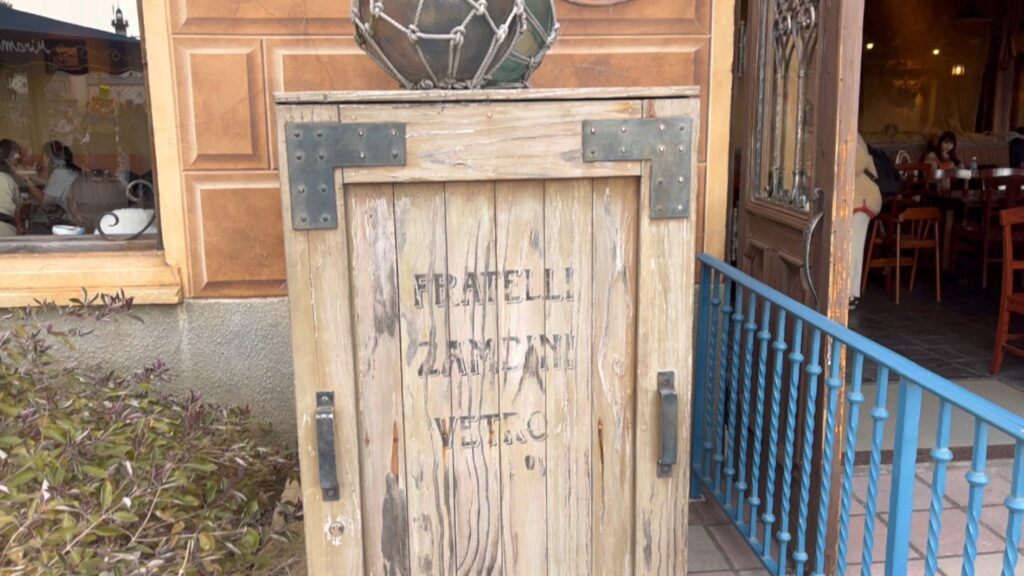 FRATELLI
ZAMBINI
VETRO